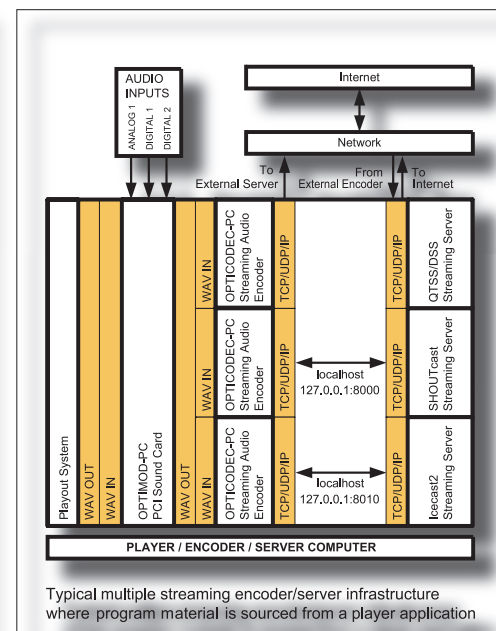 AUDIO
INPUTS
ANALOG 1
DIGITAL 1
DIGITAL 2
Internet
Network
To
External Server
From
External Encoder
To
Internet
Playout System
WAV OUT
WAV IN
OPTIMOD-PC
PCI Sound Card
WAV OUT
WAV IN
OPTICODEC-PC
Streaming Audio
Encoder
TCP/UDP/IP
TCP/UDP/IP
QTSS/DSS
Streaming Server
WAV IN
OPTICODEC-PC
Streaming Audio
Encoder
TCP/UDP/IP
localhost
127.0.0.1:8000
TCP/UDP/IP
SHOUTcast
Streaming Server
WAV IN
OPTICODEC-PC
Streaming Audio
Encoder
TCP/UDP/IP
localhost
127.0.0.1:8010
TCP/UDP/IP
Icecast2
Streaming Server
PLAYER / ENCODER / SERVER COMPUTER
Typical multiple streaming encoder/server infrastructure
where program material is sourced from a player application